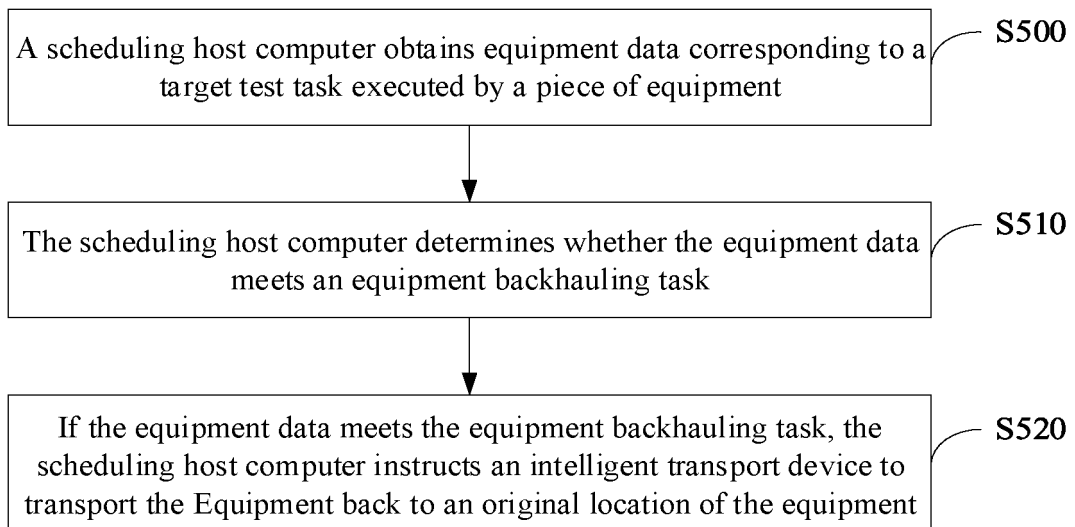 A scheduling host computer obtains equipment data corresponding to a
target test task executed by a piece of equipment
S500
The scheduling host computer determines whether the equipment data
meets an equipment backhauling task
S510
If the equipment data meets the equipment backhauling task, the
scheduling host computer instructs an intelligent transport device to
transport the Equipment back to an original location of the equipment
S520